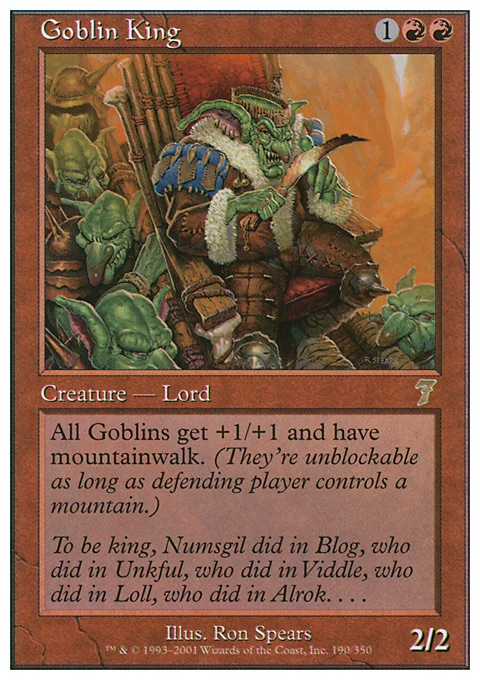 Goblin King 1
Creature — Lord
All Goblins get +1/+1 and have
mountainwalk. (They're unblockable
as long as defending player controls a
mountain.)
To be king, Numsgil did in Blog, who
did in Unkful, who did in Viddle, who
did in Loll, who did in Alrok. . . .
Illus. Ron Spears
™ & © 1993–2001 Wizards of the Coast, Inc. 190/350
2/2